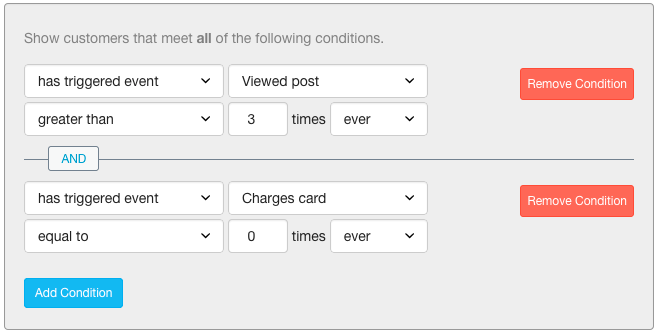 Show customers that meet all of the following conditions.
has triggered event Viewed post Remove Condition
greater than 3 times ever
AND
has triggered event Charges card Remove Condition
equal to 0 times ever
Add Condition